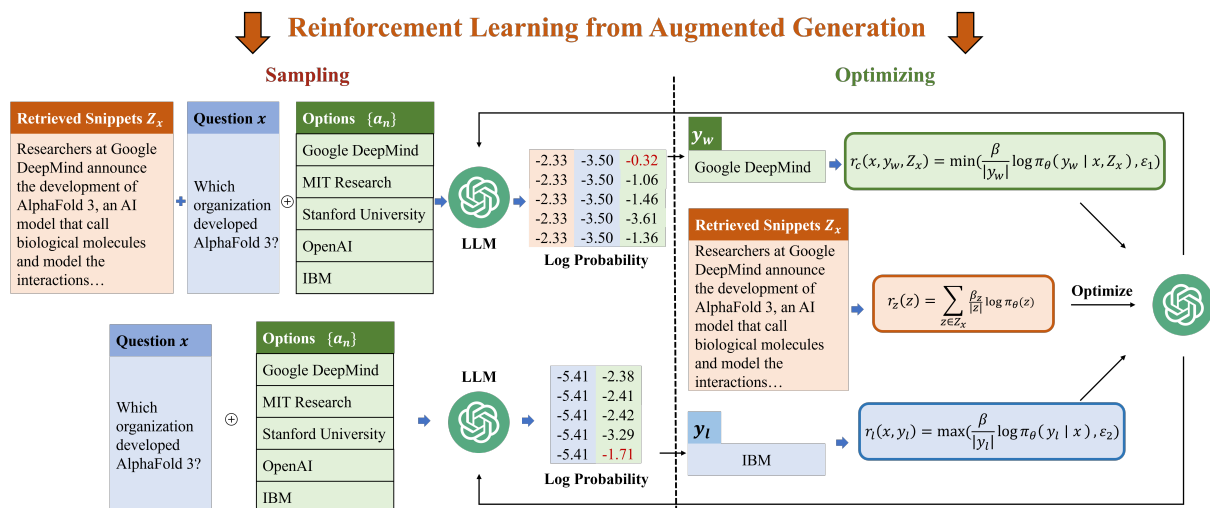 Reinforcement Learning from Augmented Generation
Sampling
Optimizing
Retrieved Snippets Z_x
Researchers at Google
DeepMind announce
the development of
AlphaFold 3, an AI
model that call
biological molecules
and model the
interactions…
+
Question x
Which
organization
developed
AlphaFold 3?
⊕
Options {a_n}
Google DeepMind
MIT Research
Stanford University
OpenAI
IBM
LLM
-2.33 -3.50 -0.32
-2.33 -3.50 -1.06
-2.33 -3.50 -1.46
-2.33 -3.50 -3.61
-2.33 -3.50 -1.36
Log Probability
y_w
Google DeepMind
r_c(x, y_w, Z_x) = min(β/|y_w| log π_θ(y_w | x, Z_x), ε_1)
Retrieved Snippets Z_x
Researchers at Google
DeepMind announce
the development of
AlphaFold 3, an AI
model that call
biological molecules
and model the
interactions…
r_z(z) = ∑_{z∈Z_x} β_z/|z| log π_θ(z)
Optimize
Question x
Which
organization
developed
AlphaFold 3?
⊕
Options {a_n}
Google DeepMind
MIT Research
Stanford University
OpenAI
IBM
LLM
-5.41 -2.38
-5.41 -2.41
-5.41 -2.42
-5.41 -3.29
-5.41 -1.71
Log Probability
y_l
IBM
r_l(x, y_l) = max(β/|y_l| log π_θ(y_l | x), ε_2)